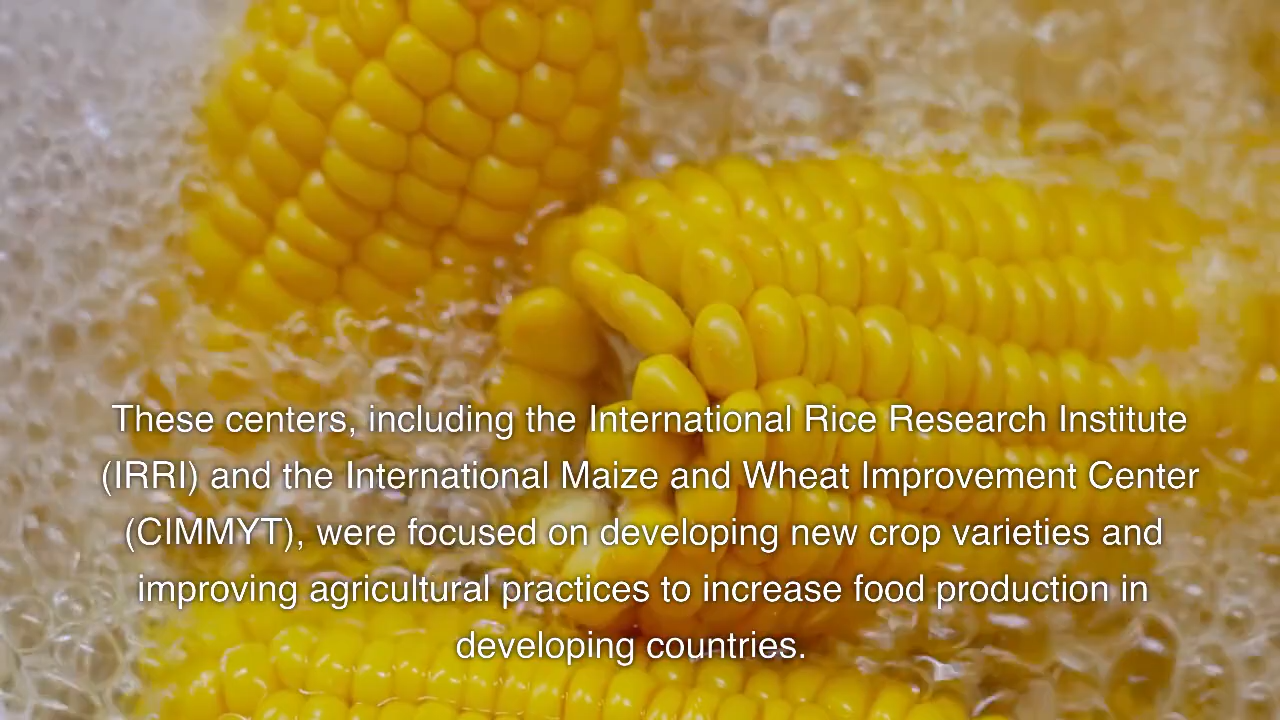 These centers, including the International Rice Research Institute
(IRRI) and the International Maize and Wheat Improvement Center
(CIMMYT), were focused on developing new crop varieties and
improving agricultural practices to increase food production in
developing countries.